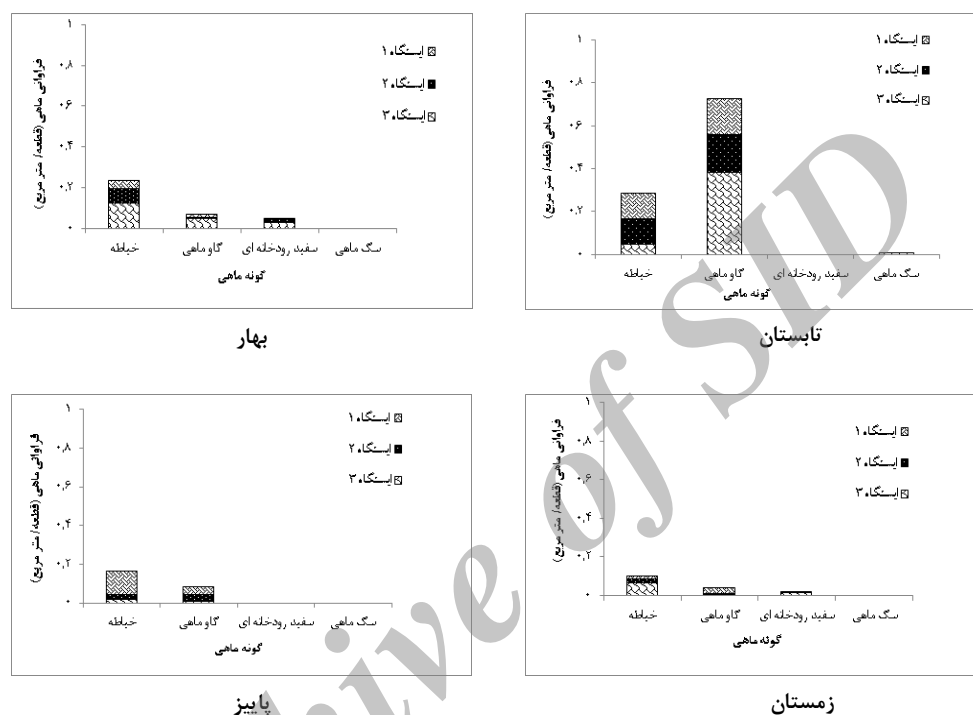 ۱
۰.۸
۰.۶
۰.۴
۰.۲
۰
فراوانی ماهی (قطعه/ متر مربع)
ایستگاه ۱
ایستگاه ۲
ایستگاه ۳
خیاطه
گاو ماهی
سفید رودخانه ای
سگ ماهی
گونه ماهی
بهار
۱
۰.۸
۰.۶
۰.۴
۰.۲
۰
فراوانی ماهی (قطعه/ متر مربع)
ایستگاه ۱
ایستگاه ۲
ایستگاه ۳
خیاطه
گاو ماهی
سفید رودخانه ای
سگ ماهی
گونه ماهی
تابستان
۱
۰.۸
۰.۶
۰.۴
۰.۲
۰
فراوانی ماهی (قطعه/ متر مربع)
ایستگاه ۱
ایستگاه ۲
ایستگاه ۳
خیاطه
گاو ماهی
سفید رودخانه ای
سگ ماهی
گونه ماهی
پاییز
۱
۰.۸
۰.۶
۰.۴
۰.۲
۰
فراوانی ماهی (قطعه/ متر مربع)
ایستگاه ۱
ایستگاه ۲
ایستگاه ۳
خیاطه
گاو ماهی
سفید رودخانه ای
سگ ماهی
گونه ماهی
زمستان
hive of SID